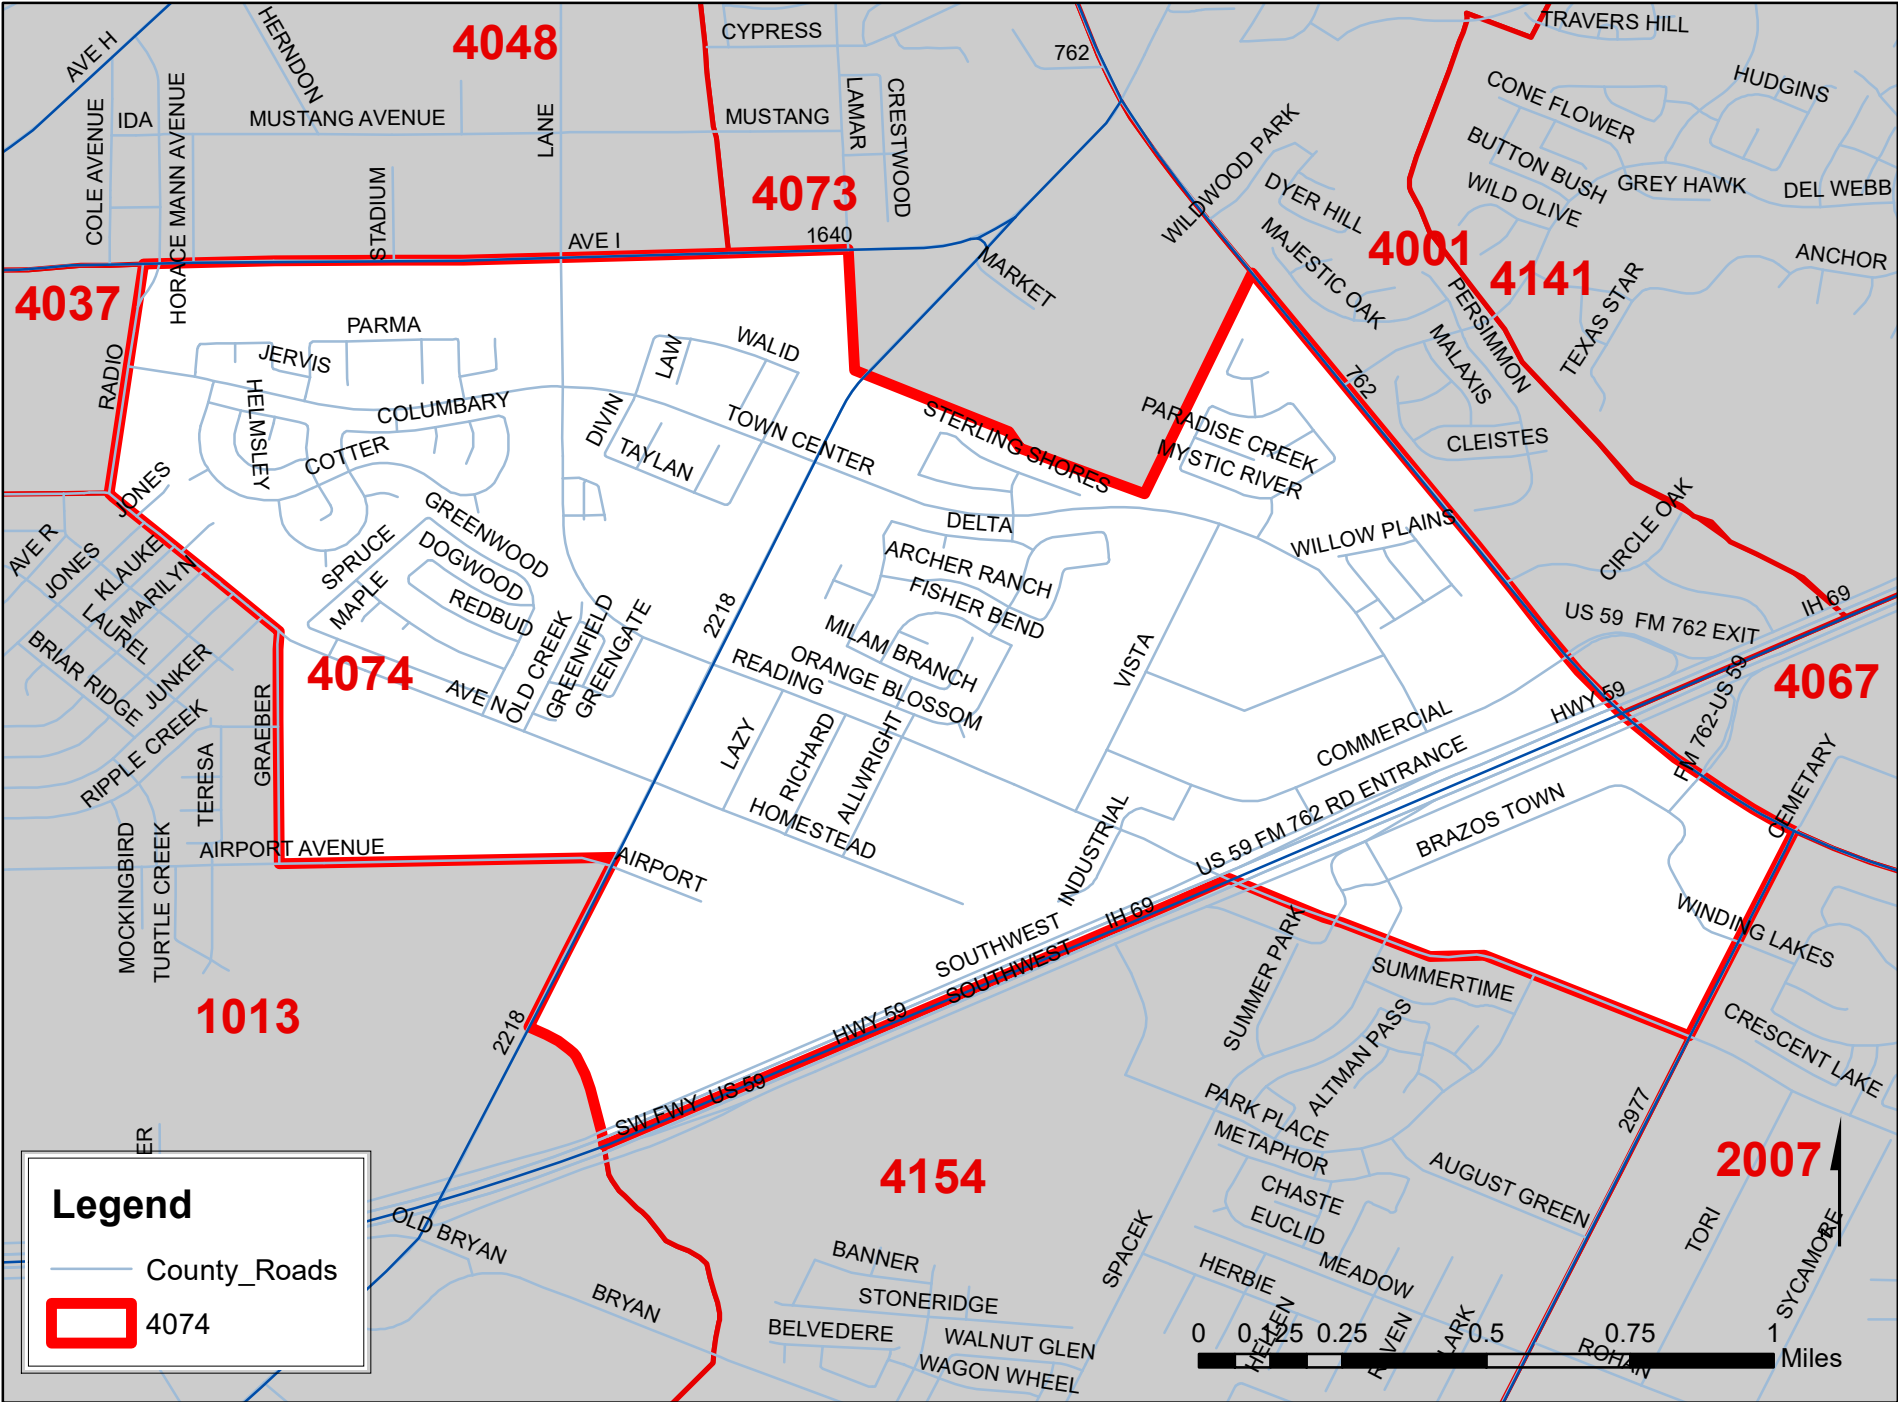 AVE H
HERNDON
4048
CYPRESS
762
TRAVERS HILL
COLE AVENUE
IDA
HORACE MANN AVENUE
MUSTANG AVENUE
LANE
MUSTANG
LAMAR
CRESTWOOD
CONE FLOWER
HUDGINS
BUTTON BUSH
WILD OLIVE
GREY HAWK
DEL WEBB
WILDWOOD PARK
DYER HILL
STADIUM
4073
AVE I
1640
MARKET
MAJESTIC OAK
4001
4141
ANCHOR
4037
PERSIMMON
TEXAS STAR
RADIO
PARMA
JERVIS
LAW
WALID
762
MALAXIS
HELMSLEY
COLUMBARY
DIVIN
TOWN CENTER
STERLING SHORES
PARADISE CREEK
CLEISTES
COTTER
TAYLAN
MYSTIC RIVER
JONES
GREENWOOD
DELTA
WILLOW PLAINS
CIRCLE OAK
AVE R
JONES
KLAUKE
MARILYN
SPRUCE
DOGWOOD
ARCHER RANCH
LAUREL
MAPLE
REDBUD
FISHER BEND
IH 69
US 59 FM 762 EXIT
BRIAR RIDGE
JUNKER
4074
OLD CREEK
GREENFIELD
GREENGATE
2218
MILAM BRANCH
VISTA
4067
AVE N
READING
ORANGE BLOSSOM
HWY 59
FM 762-US 59
RIPPLE CREEK
GRAEBER
LAZY
RICHARD
ALLWRIGHT
COMMERCIAL
TERESA
HOMESTEAD
INDUSTRIAL
US 59 FM 762 RD ENTRANCE
BRAZOS TOWN
CEMETARY
MOCKINGBIRD
TURTLE CREEK
AIRPORT AVENUE
AIRPORT
SOUTHWEST
SOUTHWEST
IH 69
SUMMER PARK
WINDING LAKES
SUMMERTIME
1013
2218
HWY 59
ALTMAN PASS
CRESCENT LAKE
SW FWY US 59
PARK PLACE
2977
ER
METAPHOR
4154
AUGUST GREEN
2007
CHASTE
EUCLID
OLD BRYAN
SPACEK
TORI
SYCAMORE
BANNER
HERBIE
MEADOW
BRYAN
STONERIDGE
BELVEDERE
WALNUT GLEN
WAGON WHEEL
HELLEN
RAVEN
LARK
ROHAN
Legend
County_Roads
4074
0 0.125 0.25 0.5 0.75 1
Miles